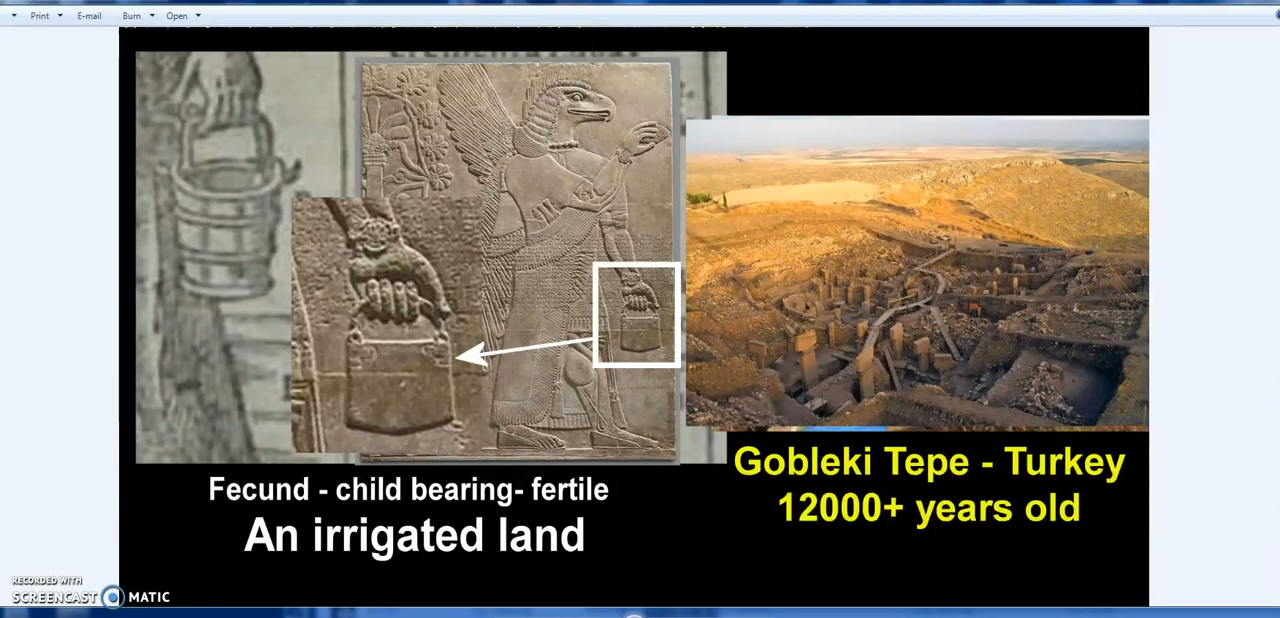 Print
E-mail
Burn
Open
Fecund - child bearing- fertile
An irrigated land
Gobleki Tepe - Turkey
12000+ years old
RECORDED WITH
SCREENCAST MATIC